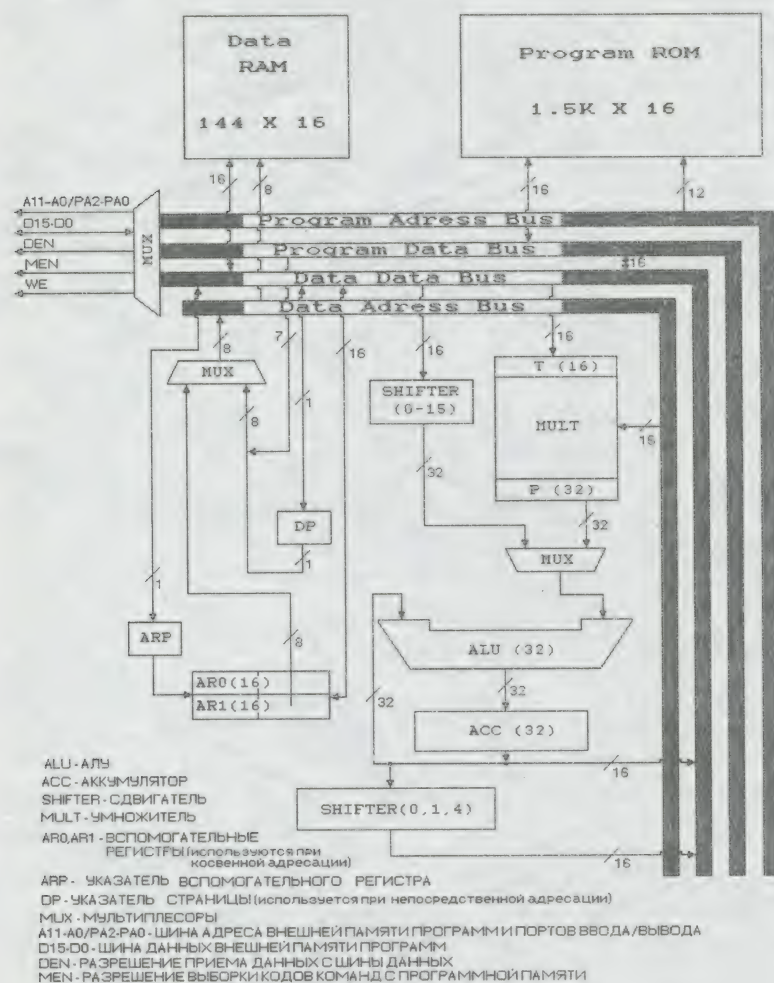 Data
RAM
144 X 16
Program ROM
1.5K X 16
16
8
16
12
A11-A0/PA2-PA0
D15-D0
DEN
MEN
WE
MUX
Program Adress Bus
Program Data Bus
16
Data Data Bus
Data Adress Bus
8
7
16
16
16
MUX
SHIFTER
(0-15)
T (16)
MULT
16
8
1
32
P (32)
32
DP
1
MUX
1
ARP
8
ALU (32)
AR0(16)
AR1(16)
32
32
ACC (32)
16
SHIFTER(0,1,4)
16
ALU - АЛУ
ACC - АККУМУЛЯТОР
SHIFTER - СДВИГАТЕЛЬ
MULT - УМНОЖИТЕЛЬ
AR0,AR1 - ВСПОМОГАТЕЛЬНЫЕ
РЕГИСТРЫ (используются при
косвенной адресации)
ARP - УКАЗАТЕЛЬ ВСПОМОГАТЕЛЬНОГО РЕГИСТРА
DP - УКАЗАТЕЛЬ СТРАНИЦЫ (используется при непосредственной адресации)
MUX - МУЛЬТИПЛЕСОРЫ
A11-A0/PA2-PA0 - ШИНА АДРЕСА ВНЕШНЕЙ ПАМЯТИ ПРОГРАММ И ПОРТОВ ВВОДА/ВЫВОДА
D15-D0 - ШИНА ДАННЫХ ВНЕШНЕЙ ПАМЯТИ ПРОГРАММ
DEN - РАЗРЕШЕНИЕ ПРИЕМА ДАННЫХ С ШИНЫ ДАННЫХ
MEN - РАЗРЕШЕНИЕ ВЫБОРКИ КОДОВ КОМАНД С ПРОГРАММНОЙ ПАМЯТИ